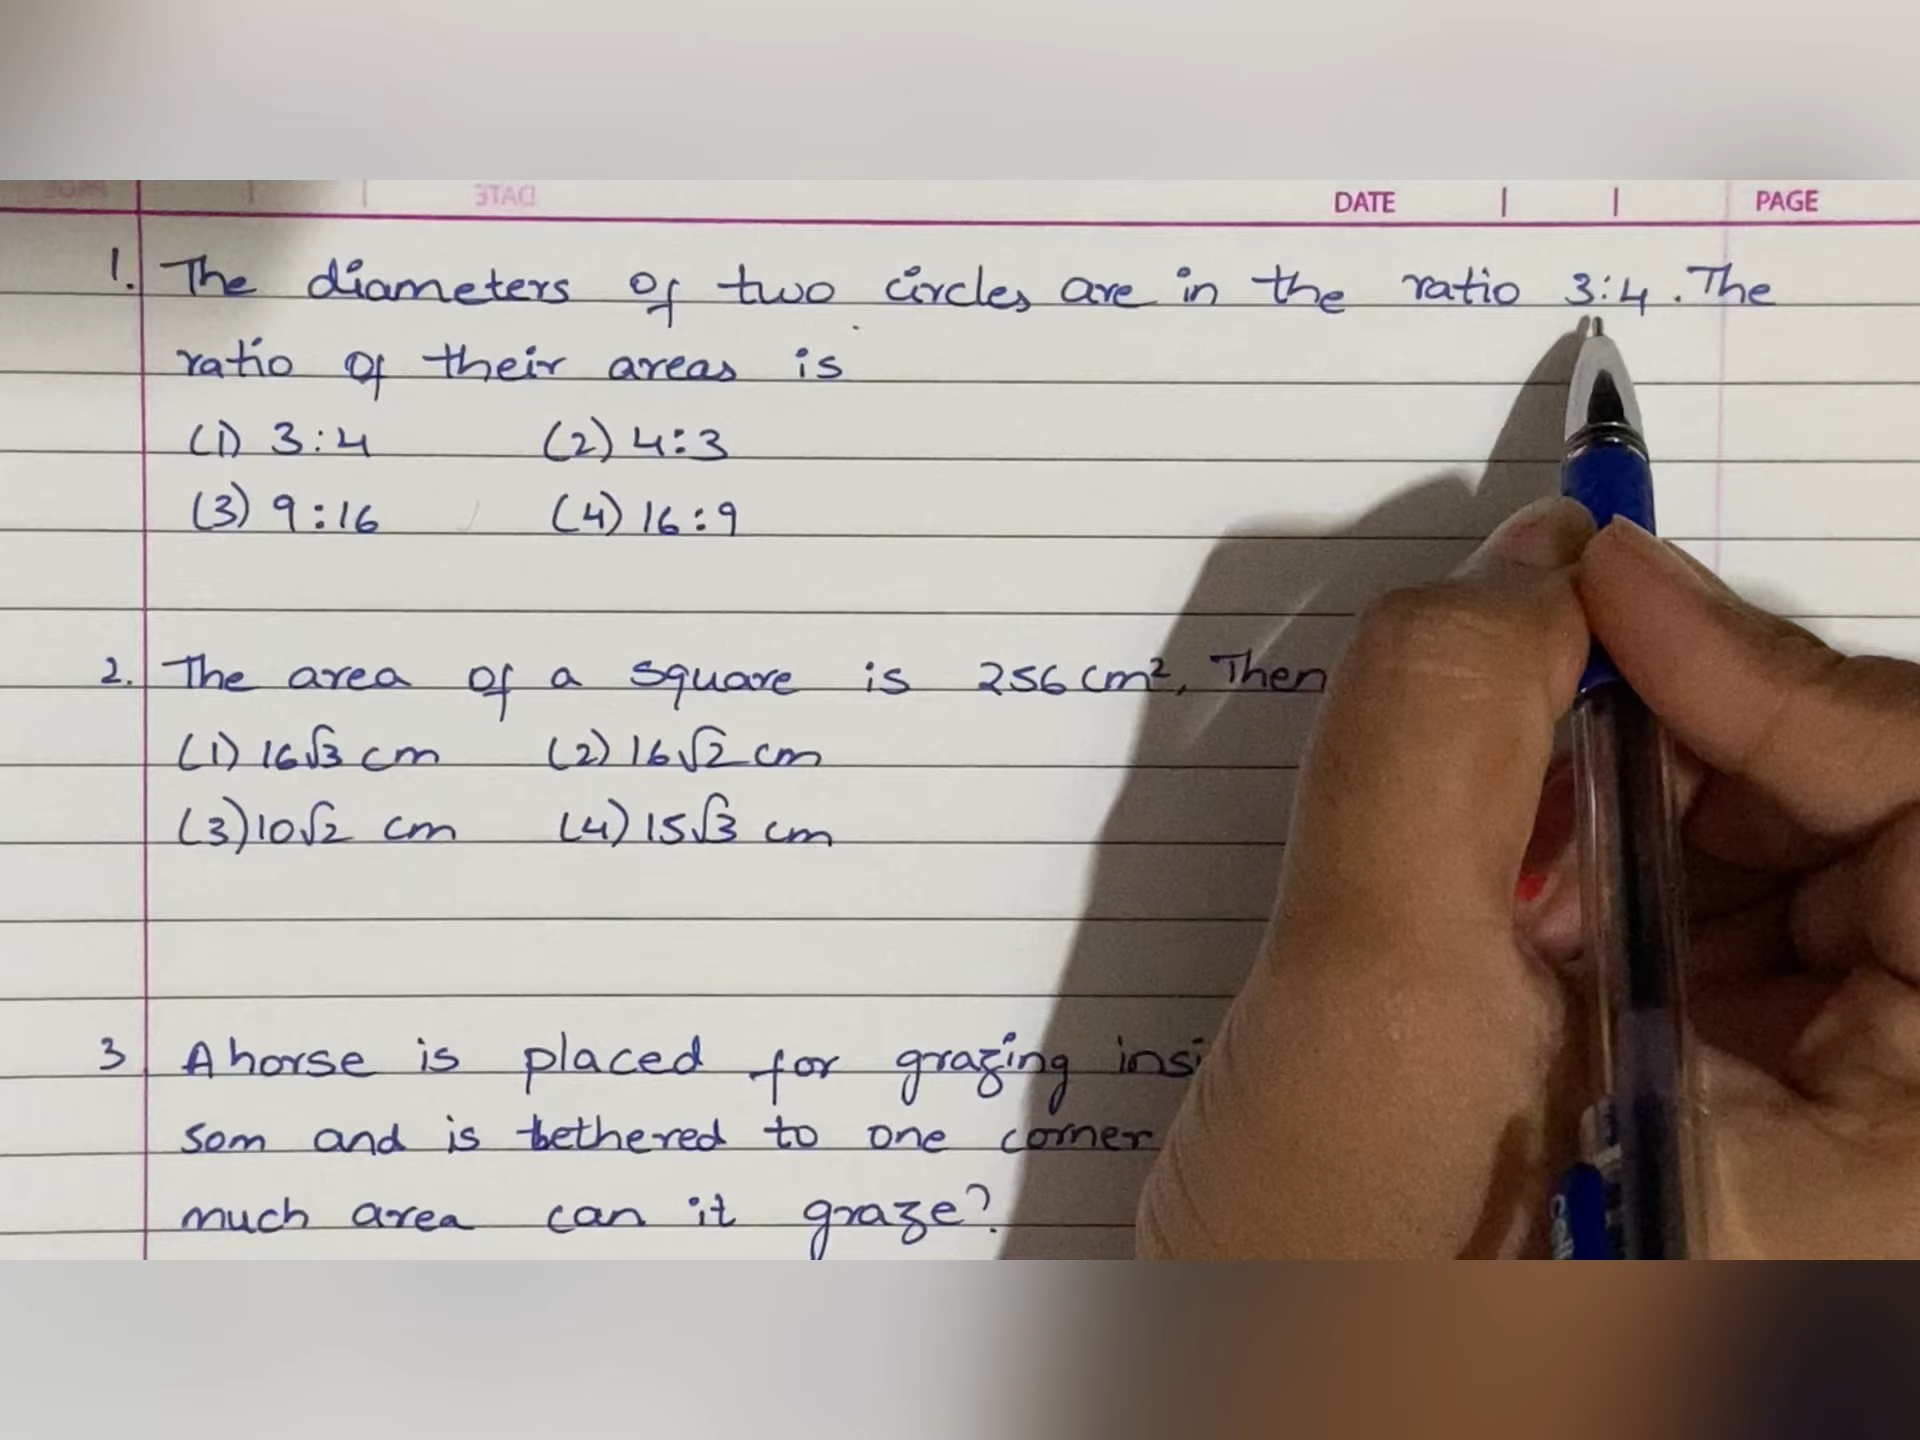 DATE PAGE
1. The diameters of two circles are in the ratio 3:4. The
ratio of their areas is
(1) 3:4 (2) 4:3
(3) 9:16 (4) 16:9
2. The area of a square is 256 cm², Then
(1) 16√3 cm (2) 16√2 cm
(3) 10√2 cm (4) 15√3 cm
3 A horse is placed for grazing insi
50m and is tethered to one corner
much area can it graze?